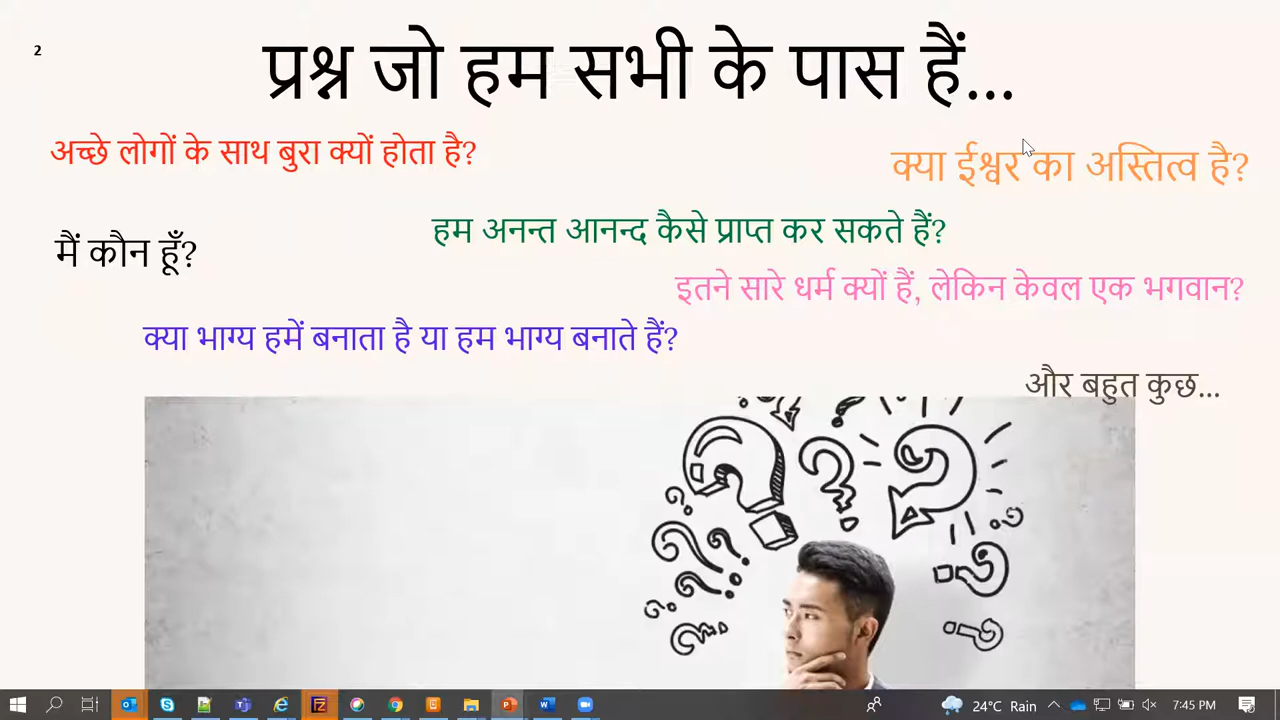 2
प्रश्न जो हम सभी के पास हैं...
अच्छे लोगों के साथ बुरा क्यों होता है?
क्या ईश्वर का अस्तित्व है?
हम अनन्त आनन्द कैसे प्राप्त कर सकते हैं?
मैं कौन हूँ?
इतने सारे धर्म क्यों हैं, लेकिन केवल एक भगवान?
क्या भाग्य हमें बनाता है या हम भाग्य बनाते हैं?
और बहुत कुछ...
24°C Rain
7:45 PM